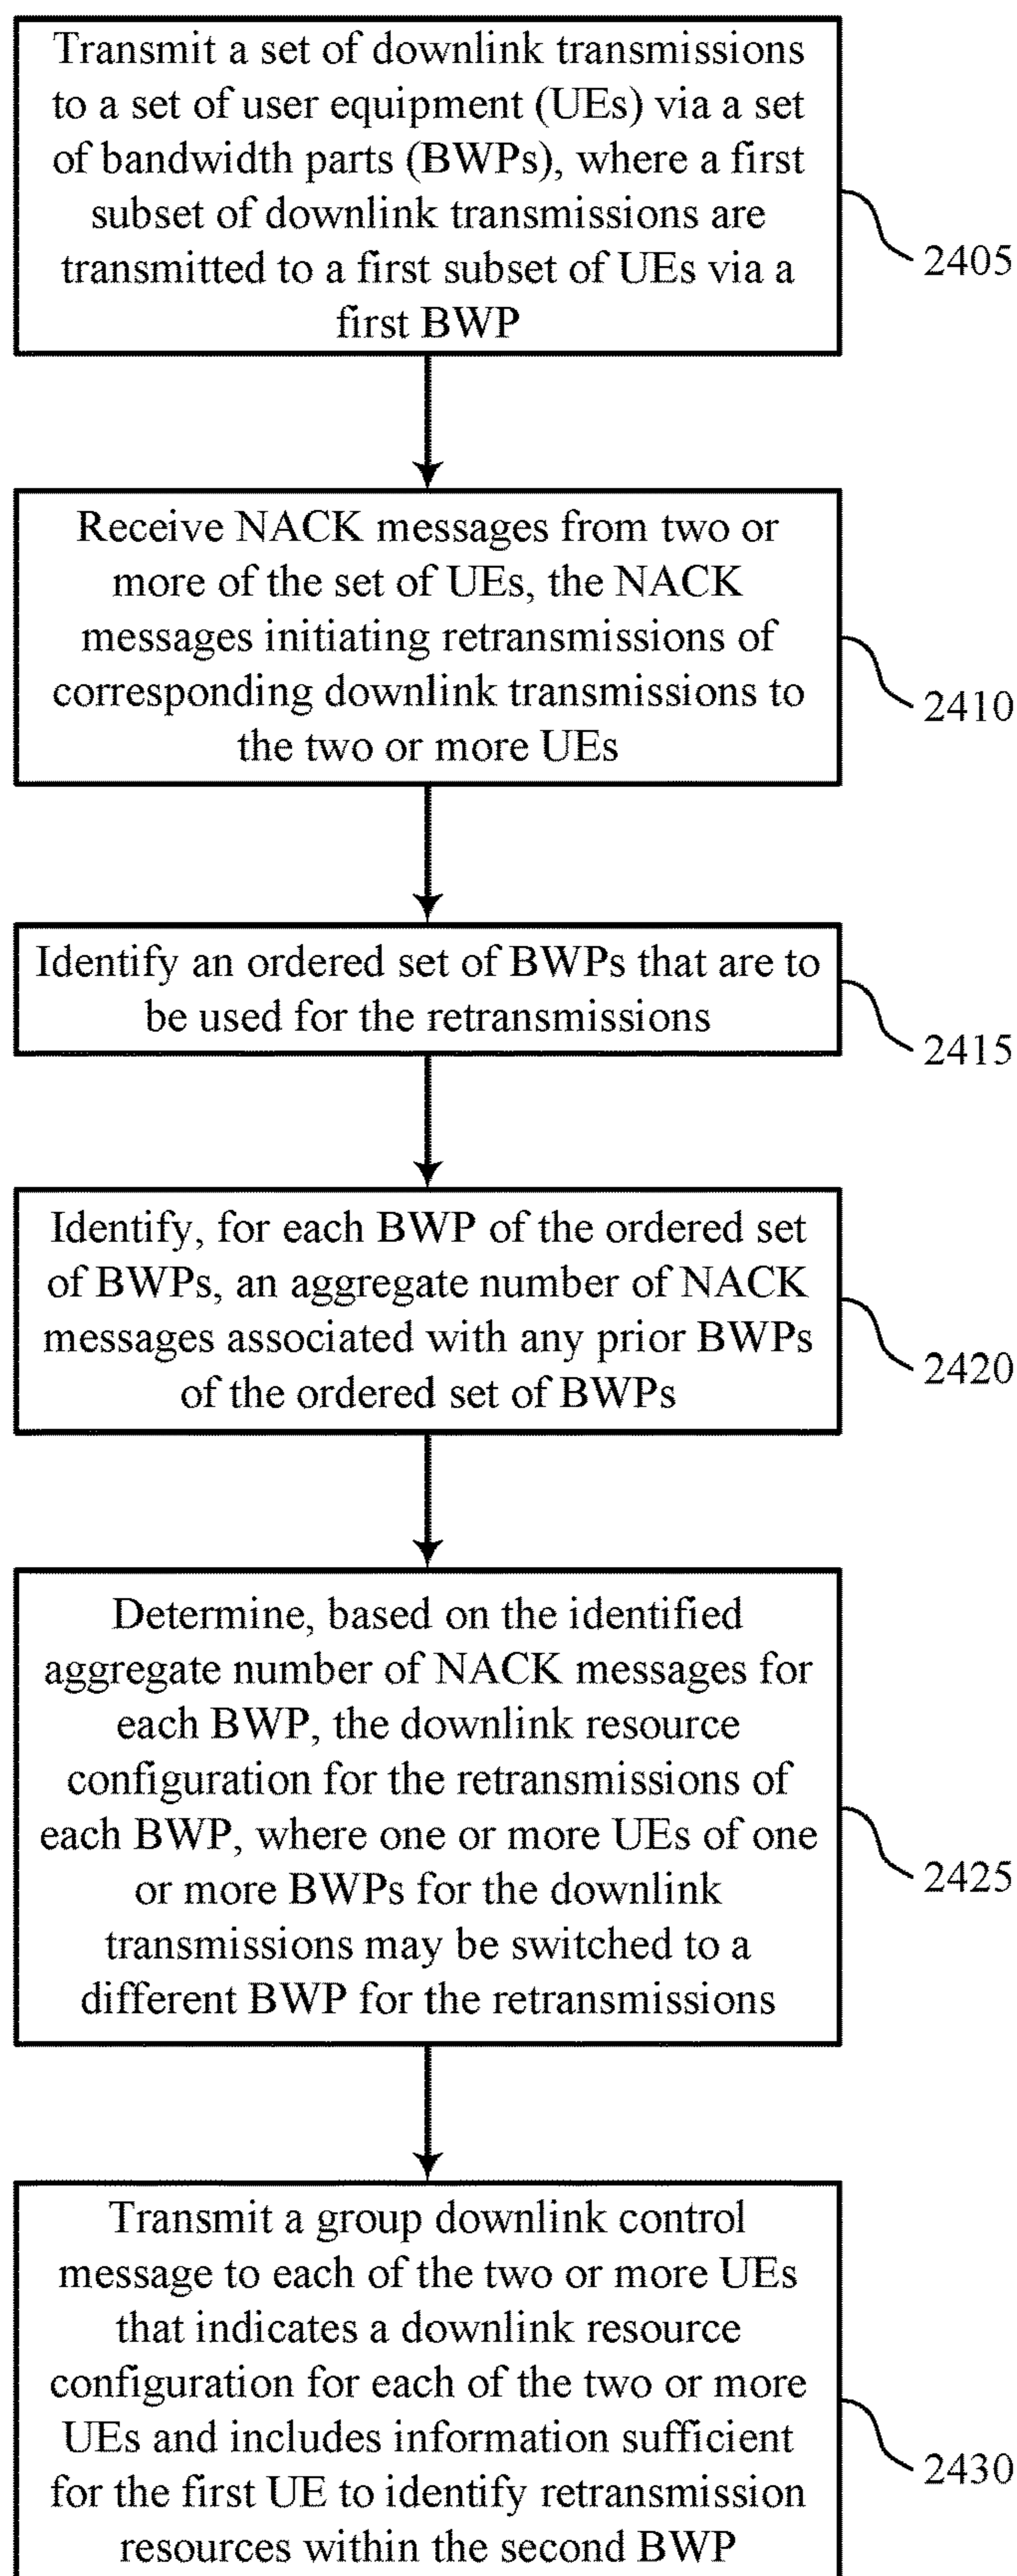 Transmit a set of downlink transmissions
to a set of user equipment (UEs) via a set
of bandwidth parts (BWPs), where a first
subset of downlink transmissions are
transmitted to a first subset of UEs via a
first BWP
2405
Receive NACK messages from two or
more of the set of UEs, the NACK
messages initiating retransmissions of
corresponding downlink transmissions to
the two or more UEs
2410
Identify an ordered set of BWPs that are to
be used for the retransmissions
2415
Identify, for each BWP of the ordered set
of BWPs, an aggregate number of NACK
messages associated with any prior BWPs
of the ordered set of BWPs
2420
Determine, based on the identified
aggregate number of NACK messages for
each BWP, the downlink resource
configuration for the retransmissions of
each BWP, where one or more UEs of one
or more BWPs for the downlink
transmissions may be switched to a
different BWP for the retransmissions
2425
Transmit a group downlink control
message to each of the two or more UEs
that indicates a downlink resource
configuration for each of the two or more
UEs and includes information sufficient
for the first UE to identify retransmission
resources within the second BWP
2430